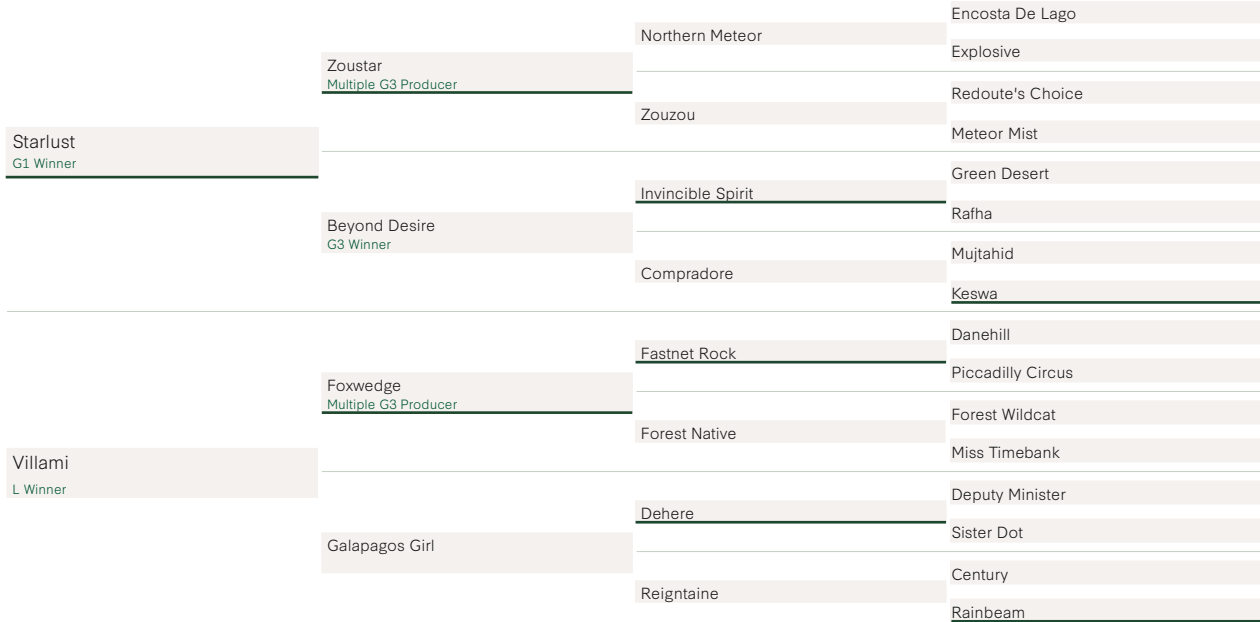 Starlust
G1 Winner
Villami
L Winner
Zoustar
Multiple G3 Producer
Beyond Desire
G3 Winner
Foxwedge
Multiple G3 Producer
Galapagos Girl
Northern Meteor
Zouzou
Invincible Spirit
Compradore
Fastnet Rock
Forest Native
Dehere
Reigntaine
Encosta De Lago
Explosive
Redoute's Choice
Meteor Mist
Green Desert
Rafha
Mujtahid
Keswa
Danehill
Piccadilly Circus
Forest Wildcat
Miss Timebank
Deputy Minister
Sister Dot
Century
Rainbeam